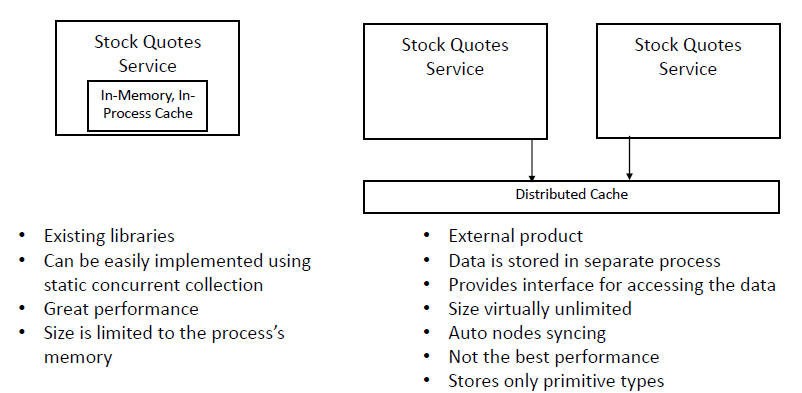 Stock Quotes
Service
In-Memory, In-
Process Cache
• Existing libraries
• Can be easily implemented using
static concurrent collection
• Great performance
• Size is limited to the process’s
memory
Stock Quotes
Service
Stock Quotes
Service
Distributed Cache
• External product
• Data is stored in separate process
• Provides interface for accessing the data
• Size virtually unlimited
• Auto nodes syncing
• Not the best performance
• Stores only primitive types